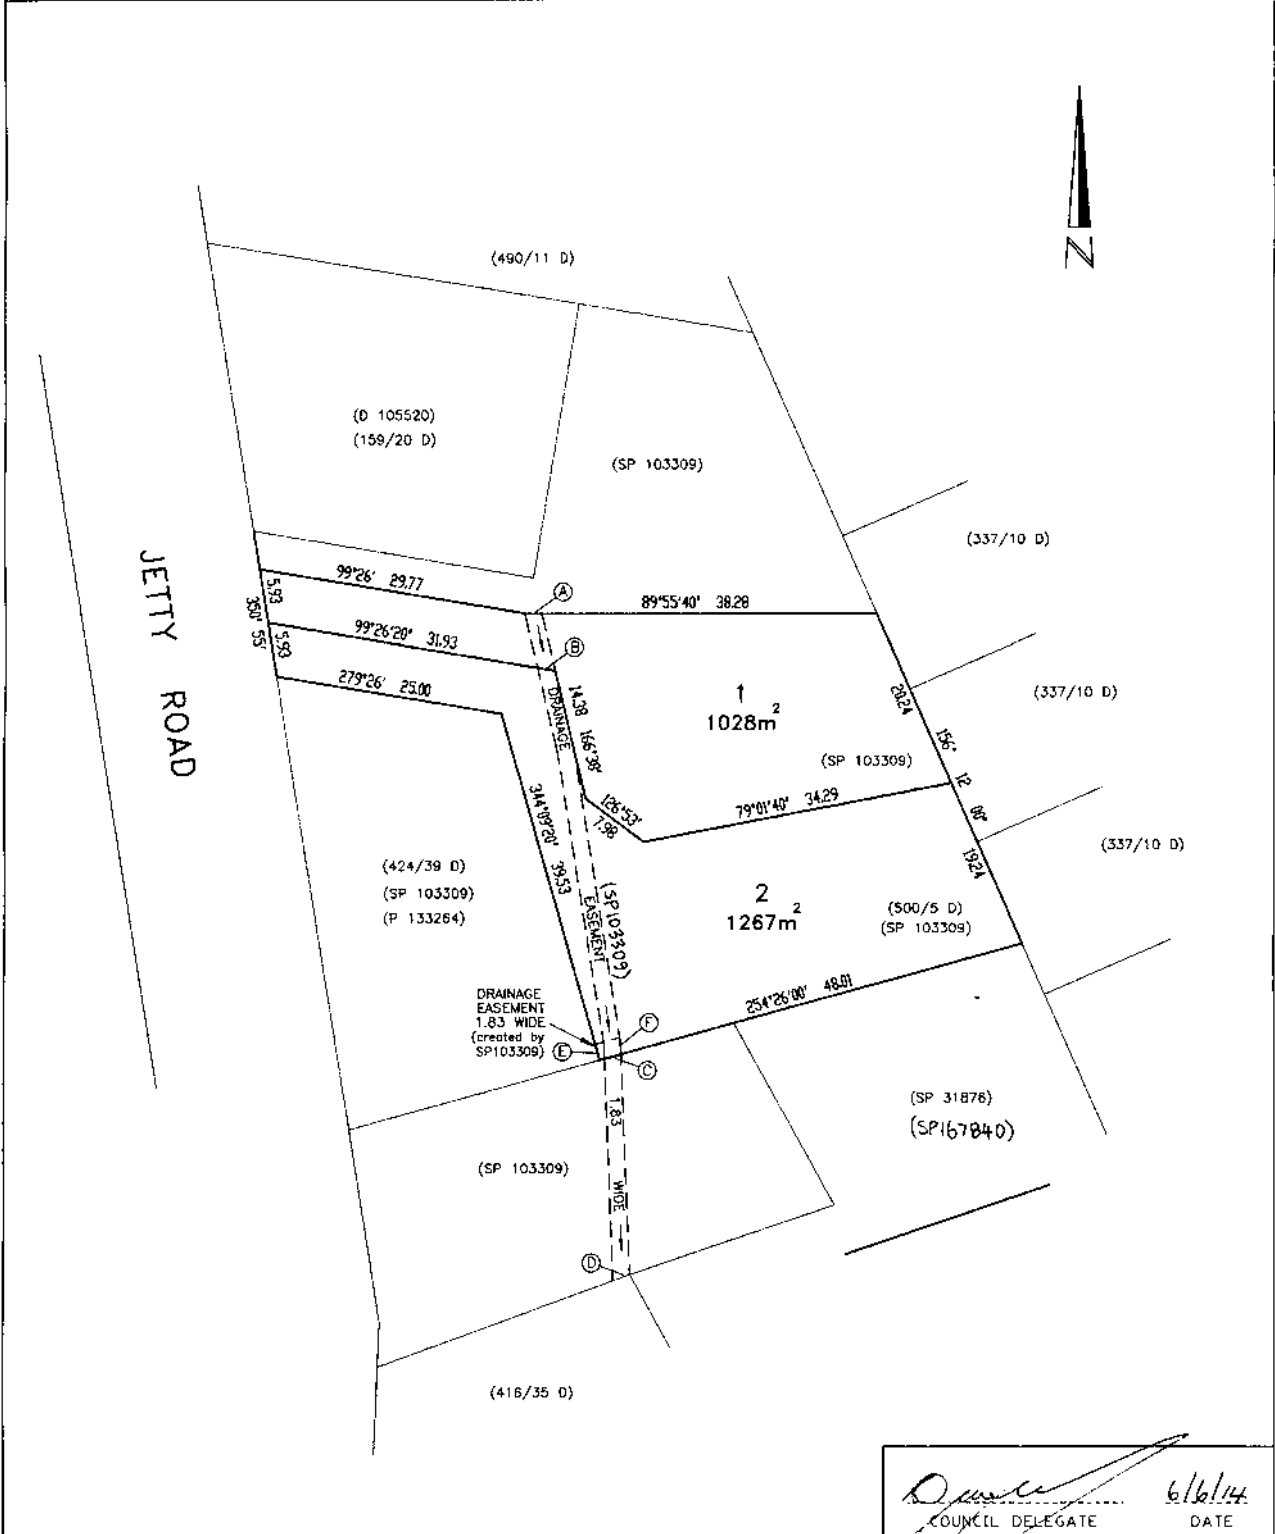 N
(490/11 D)
(D 105520)
(159/20 D)
(SP 103309)
(337/10 D)
JETTY ROAD
99°26' 29.77
A
89°55'40" 38.28
5.93
350° 55'
5.93
99°26'20" 31.93
B
279°26' 25.00
14.38 166°38'
DRAINAGE
1
1028m²
(337/10 D)
20.24
156° 12 00"
(SP 103309)
126°53'
7.98
79°01'40" 34.29
344°09'20" 39.53
19.24
(337/10 D)
(424/39 D)
(SP 103309)
(P 133264)
EASEMENT
(SP103309)
2
1267m²
(500/5 D)
(SP 103309)
254°26'00" 48.01
DRAINAGE
EASEMENT
1.83 WIDE
(created by
SP103309)
E
F
C
1.83 WIDE
(SP 31876)
(SP167840)
(SP 103309)
D
(416/35 D)
6/6/14
COUNCIL DELEGATE
DATE